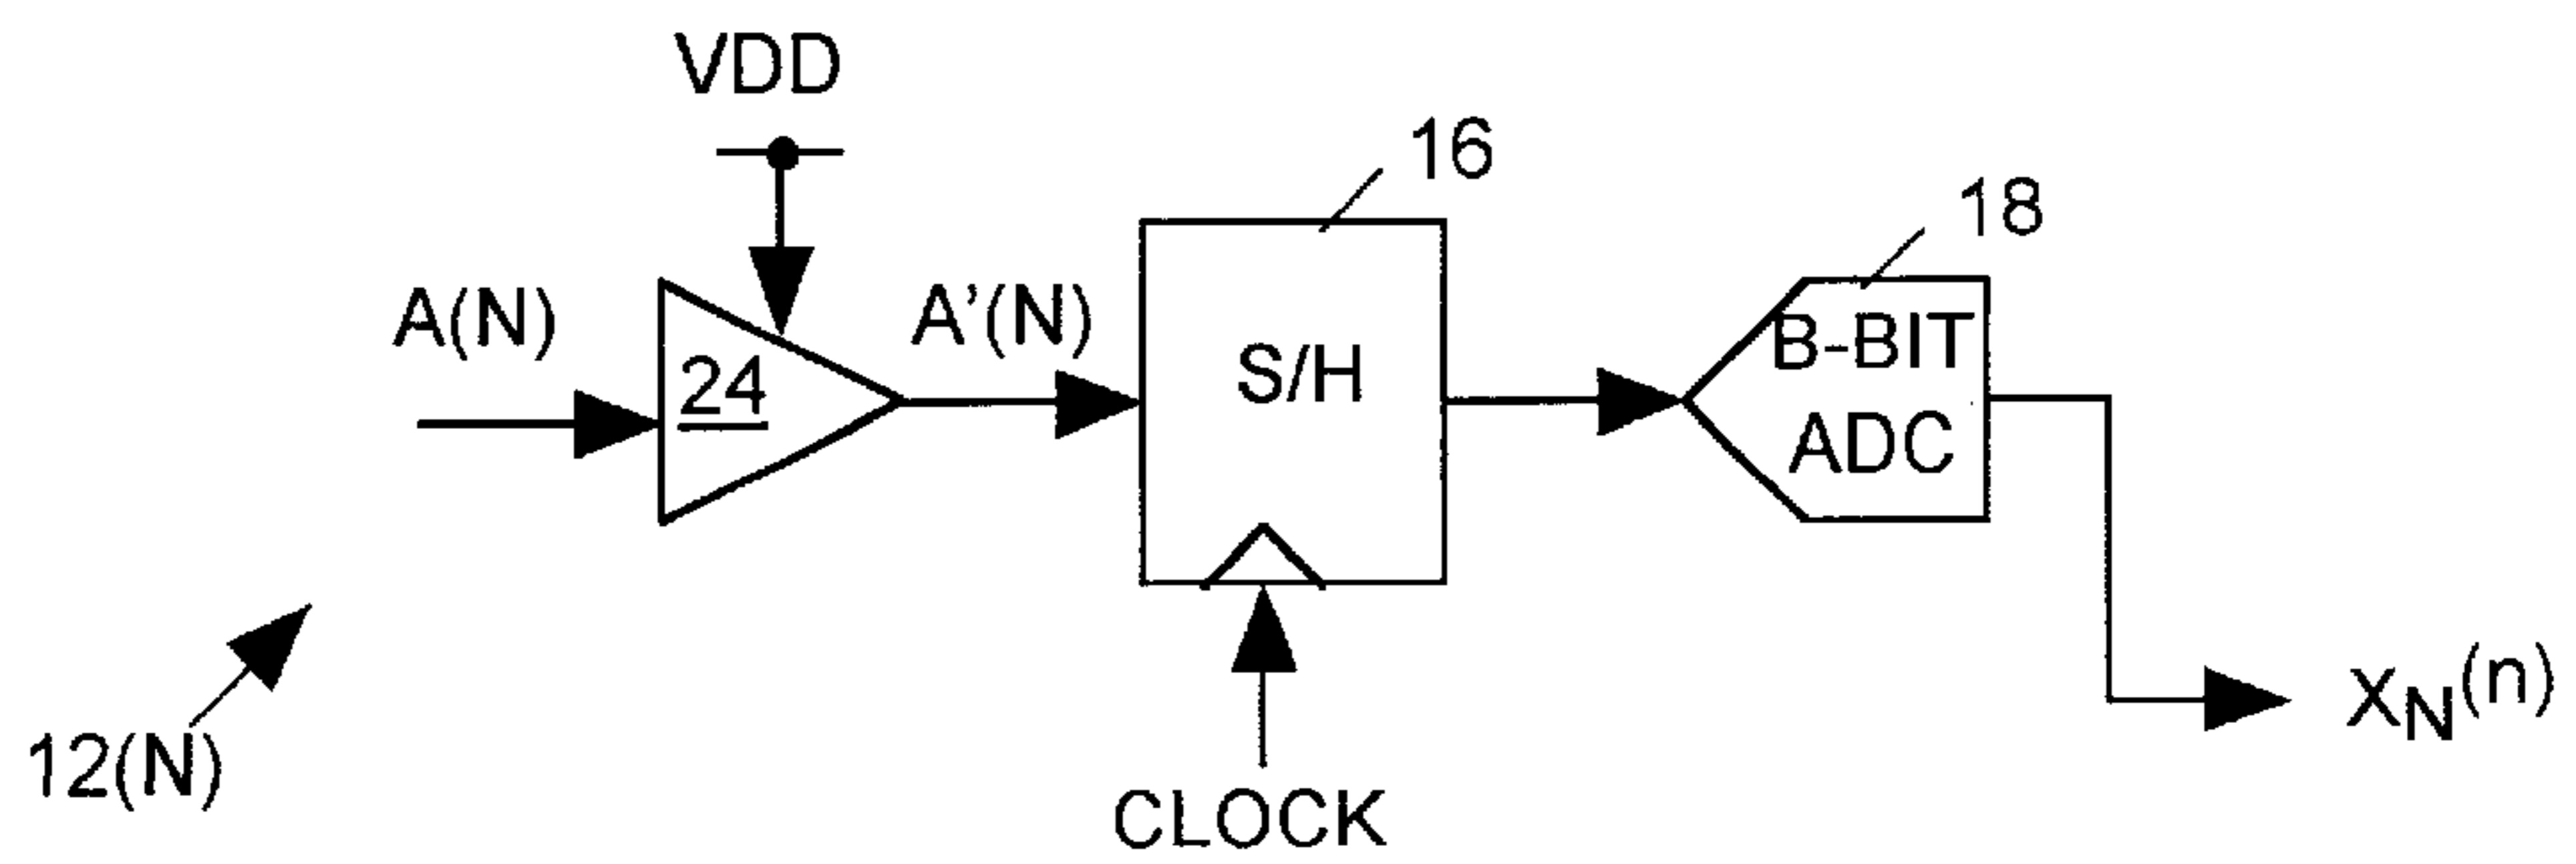 VDD
16
18
A(N)
24
A'(N)
S/H
B-BIT
ADC
12(N)
CLOCK
XN(n)